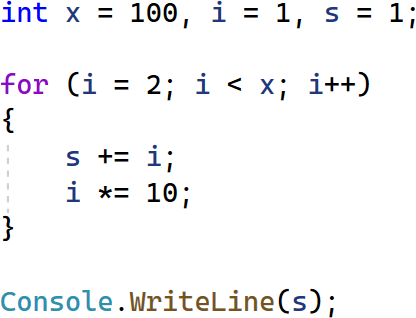 int x = 100, i = 1, s = 1;
for (i = 2; i < x; i++)
{
s += i;
i *= 10;
}
Console.WriteLine(s);